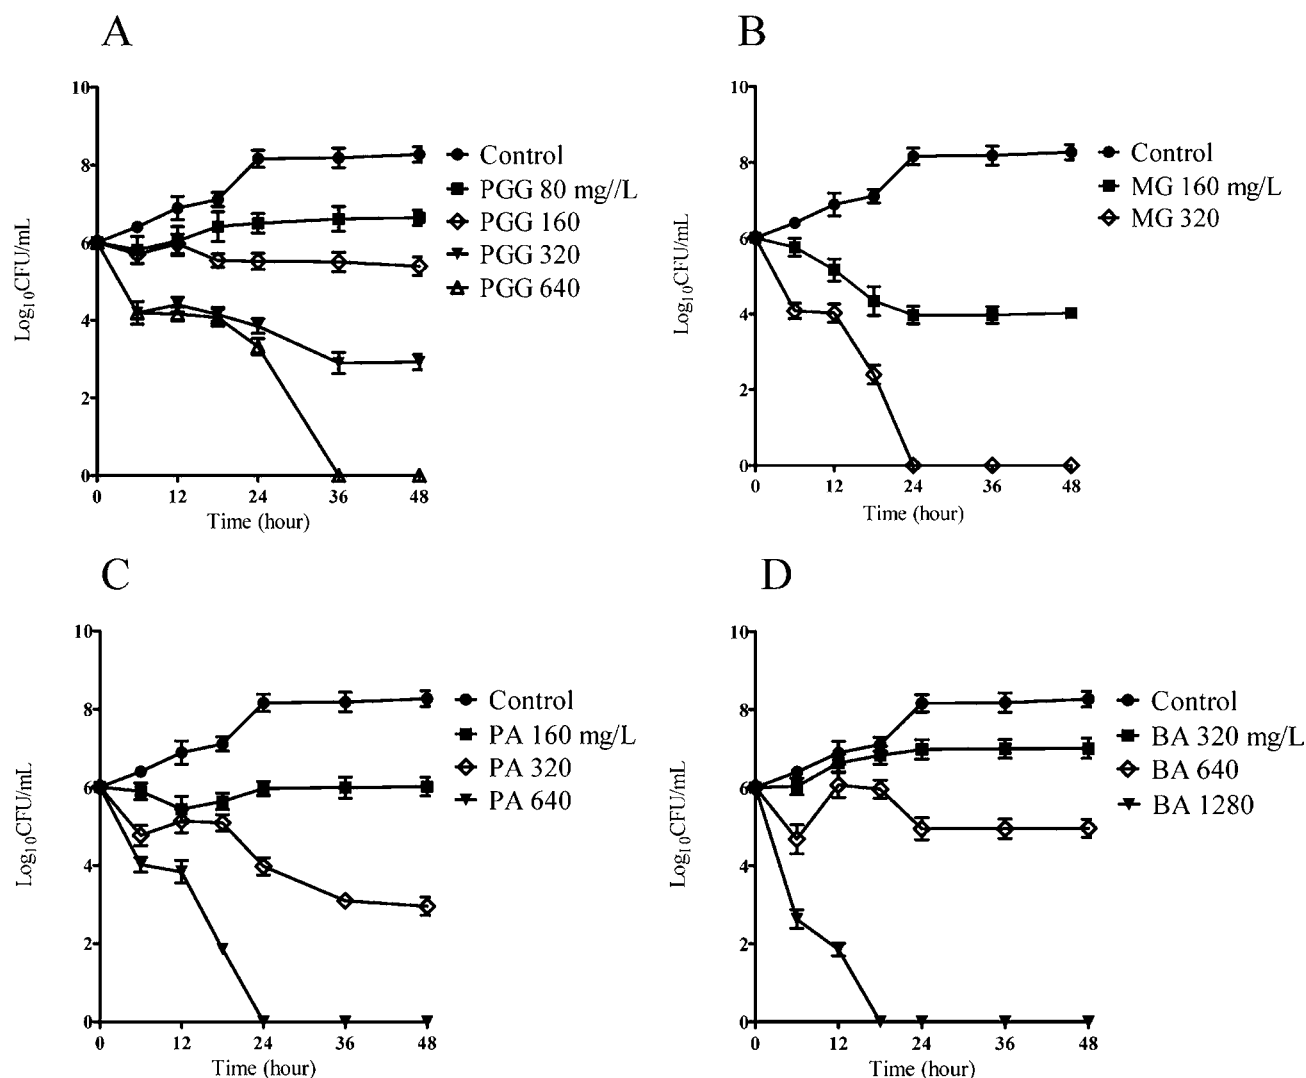 A
10
8
6
4
2
0
Log10CFU/mL
0 12 24 36 48
Time (hour)
Control
PGG 80 mg//L
PGG 160
PGG 320
PGG 640
B
10
8
6
4
2
0
Log10CFU/mL
0 12 24 36 48
Time (hour)
Control
MG 160 mg/L
MG 320
C
10
8
6
4
2
0
Log10CFU/mL
0 12 24 36 48
Time (hour)
Control
PA 160 mg/L
PA 320
PA 640
D
10
8
6
4
2
0
Log10CFU/mL
0 12 24 36 48
Time (hour)
Control
BA 320 mg/L
BA 640
BA 1280